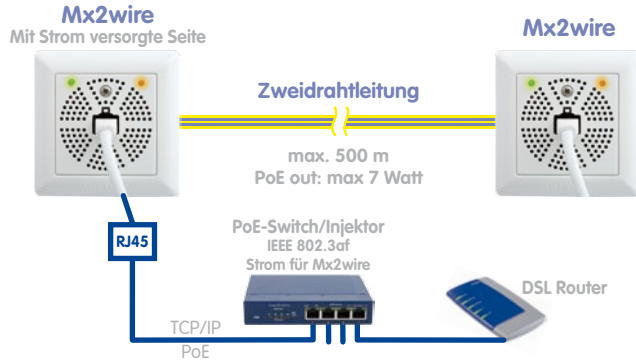 Mx2wire
Mit Strom versorgte Seite
Mx2wire
Zweidrahtleitung
max. 500 m
PoE out: max 7 Watt
RJ45
PoE-Switch/Injektor
IEEE 802.3af
Strom für Mx2wire
DSL Router
TCP/IP
PoE